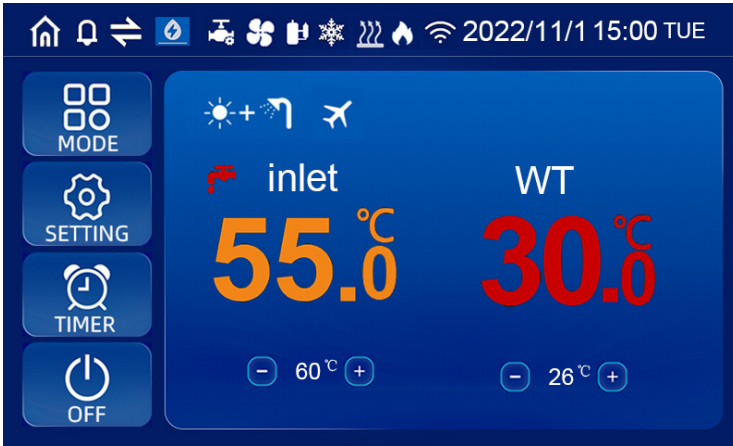 2022/11/1 15:00 TUE
MODE
SETTING
TIMER
OFF
inlet
WT
55.0℃
30.0℃
- 60℃ +
- 26℃ +